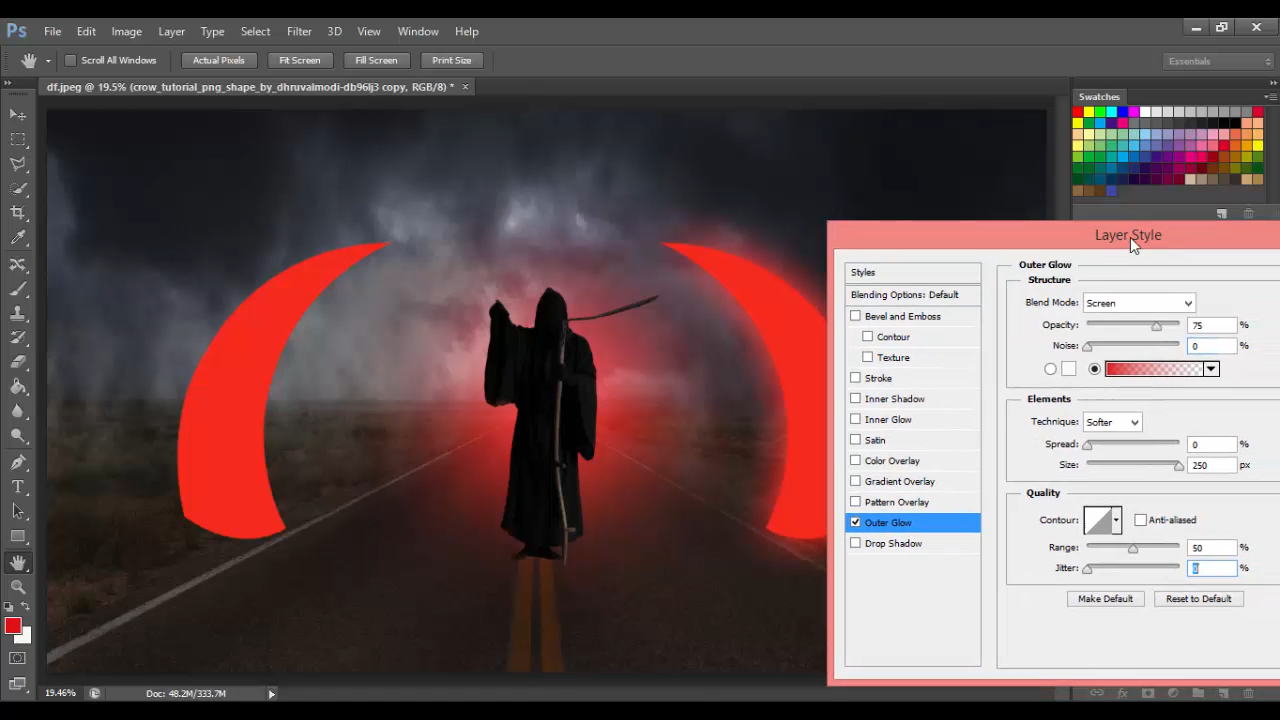 Ps File Edit Image Layer Type Select Filter 3D View Window Help
Scroll All Windows Actual Pixels Fit Screen Fill Screen Print Size Essentials
df.jpeg @ 19.5% (crow_tutorial_png_shape_by_dhruvalmodi-db96lj3 copy, RGB/8) *
Swatches
Layer Style
Styles
Blending Options: Default
Bevel and Emboss
Contour
Texture
Stroke
Inner Shadow
Inner Glow
Satin
Color Overlay
Gradient Overlay
Pattern Overlay
Outer Glow
Drop Shadow
Outer Glow
Structure
Blend Mode: Screen
Opacity: 75 %
Noise: 0 %
Elements
Technique: Softer
Spread: 0 %
Size: 250 px
Quality
Contour: Anti-aliased
Range: 50 %
Jitter: 0 %
Make Default Reset to Default
19.46% Doc: 48.2M/333.7M